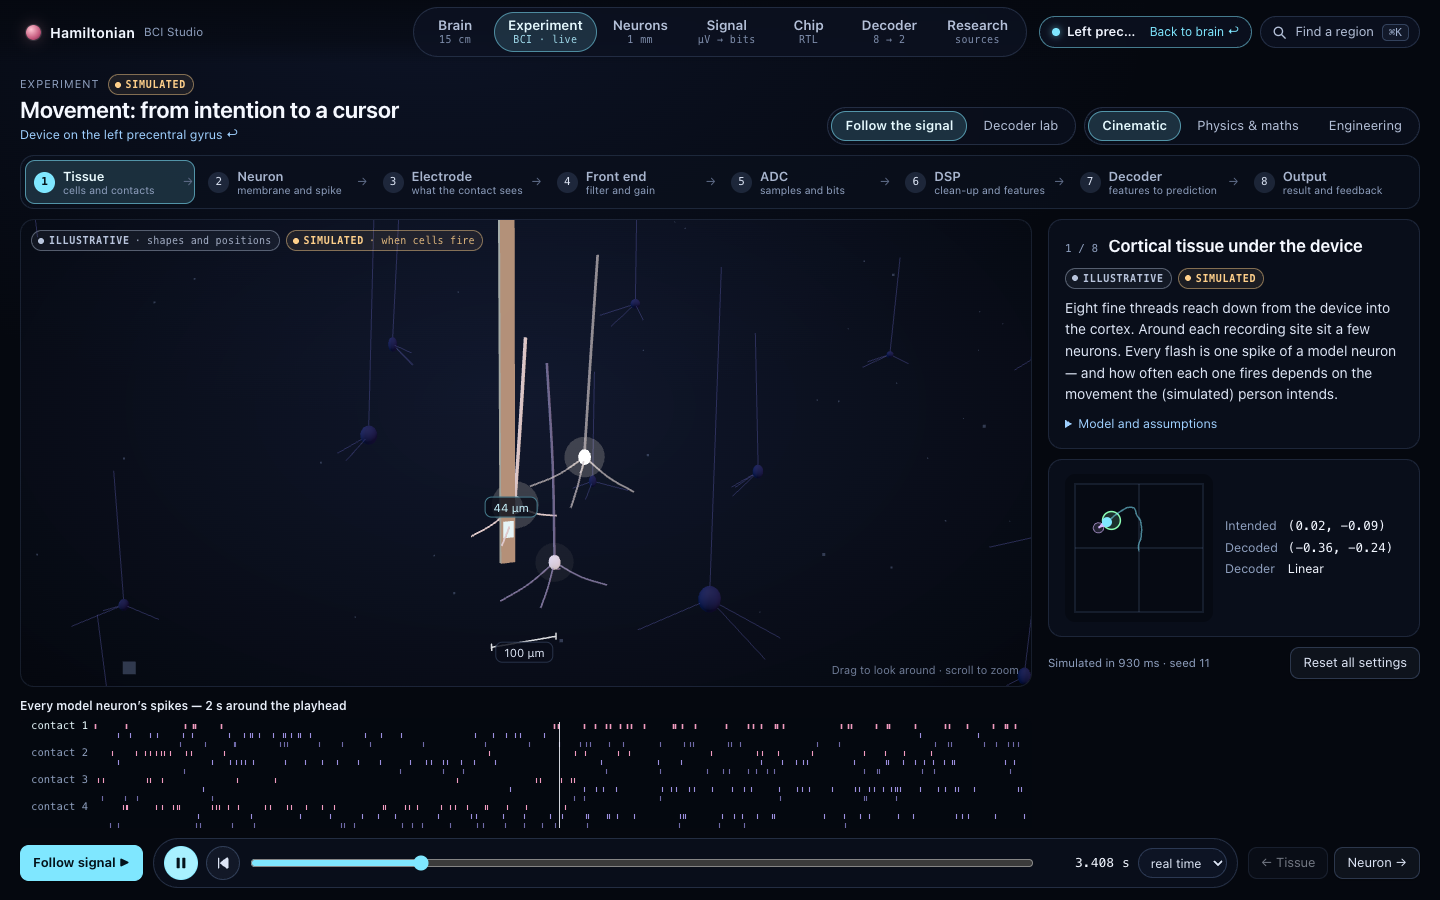 Hamiltonian BCI Studio
Brain
15 cm
Experiment
BCI · live
Neurons
1 mm
Signal
μV → bits
Chip
RTL
Decoder
8 → 2
Research
sources
Left prec... Back to brain ↩
Find a region ⌘K
EXPERIMENT SIMULATED
Movement: from intention to a cursor
Device on the left precentral gyrus ↩
Follow the signal Decoder lab
Cinematic Physics & maths Engineering
1 Tissue
cells and contacts →
2 Neuron
membrane and spike →
3 Electrode
what the contact sees →
4 Front end
filter and gain →
5 ADC
samples and bits →
6 DSP
clean-up and features →
7 Decoder
features to prediction →
8 Output
result and feedback
ILLUSTRATIVE · shapes and positions
SIMULATED · when cells fire
44 μm
100 μm
Drag to look around · scroll to zoom
1 / 8 Cortical tissue under the device
ILLUSTRATIVE SIMULATED
Eight fine threads reach down from the device into
the cortex. Around each recording site sit a few
neurons. Every flash is one spike of a model neuron
— and how often each one fires depends on the
movement the (simulated) person intends.
▶ Model and assumptions
Intended (0.02, -0.09)
Decoded (-0.36, -0.24)
Decoder Linear
Simulated in 930 ms · seed 11
Reset all settings
Every model neuron's spikes — 2 s around the playhead
contact 1
contact 2
contact 3
contact 4
Follow signal ▶
3.408 s
real time
← Tissue
Neuron →